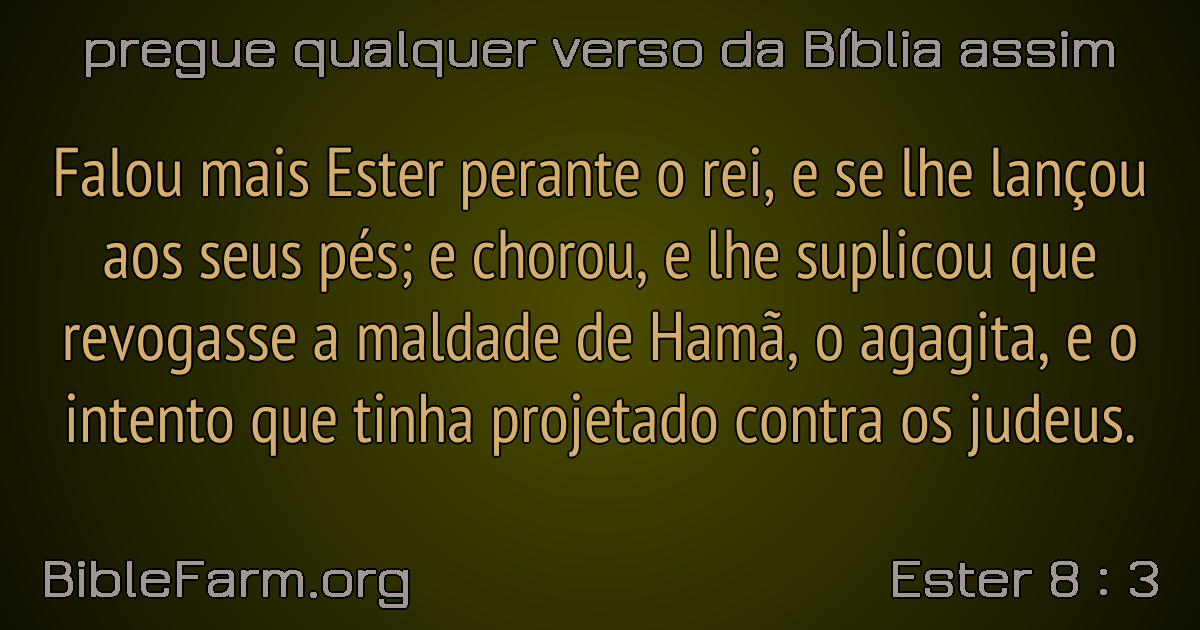 pregue qualquer verso da Bíblia assim
Falou mais Ester perante o rei, e se lhe lançou
aos seus pés; e chorou, e lhe suplicou que
revogasse a maldade de Hamã, o agagita, e o
intento que tinha projetado contra os judeus.
BibleFarm.org
Ester 8 : 3